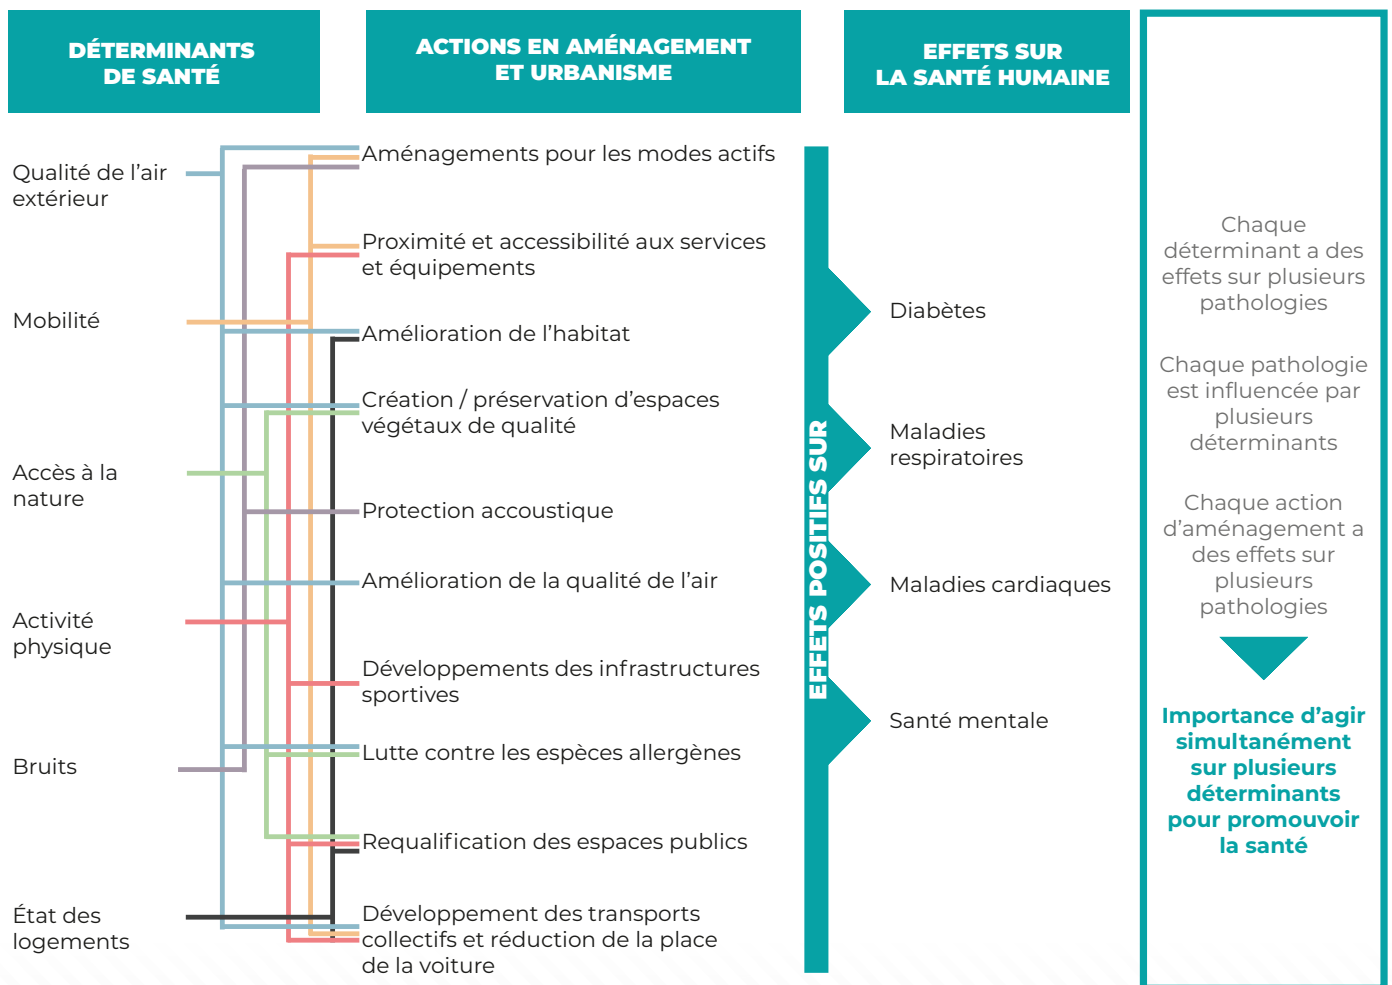 DÉTERMINANTS
DE SANTÉ
ACTIONS EN AMÉNAGEMENT
ET URBANISME
EFFETS SUR
LA SANTÉ HUMAINE
Qualité de l’air
extérieur
Mobilité
Accès à la
nature
Activité
physique
Bruits
État des
logements
Aménagements pour les modes actifs
Proximité et accessibilité aux services
et équipements
Amélioration de l’habitat
Création / préservation d’espaces
végétaux de qualité
Protection accoustique
Amélioration de la qualité de l’air
Développements des infrastructures
sportives
Lutte contre les espèces allergènes
Requalification des espaces publics
Développement des transports
collectifs et réduction de la place
de la voiture
EFFETS POSITIFS SUR
Diabètes
Maladies
respiratoires
Maladies cardiaques
Santé mentale
Chaque
déterminant a des
effets sur plusieurs
pathologies
Chaque pathologie
est influencée par
plusieurs
déterminants
Chaque action
d’aménagement a
des effets sur
plusieurs
pathologies
Importance d’agir
simultanément
sur plusieurs
déterminants
pour promouvoir
la santé